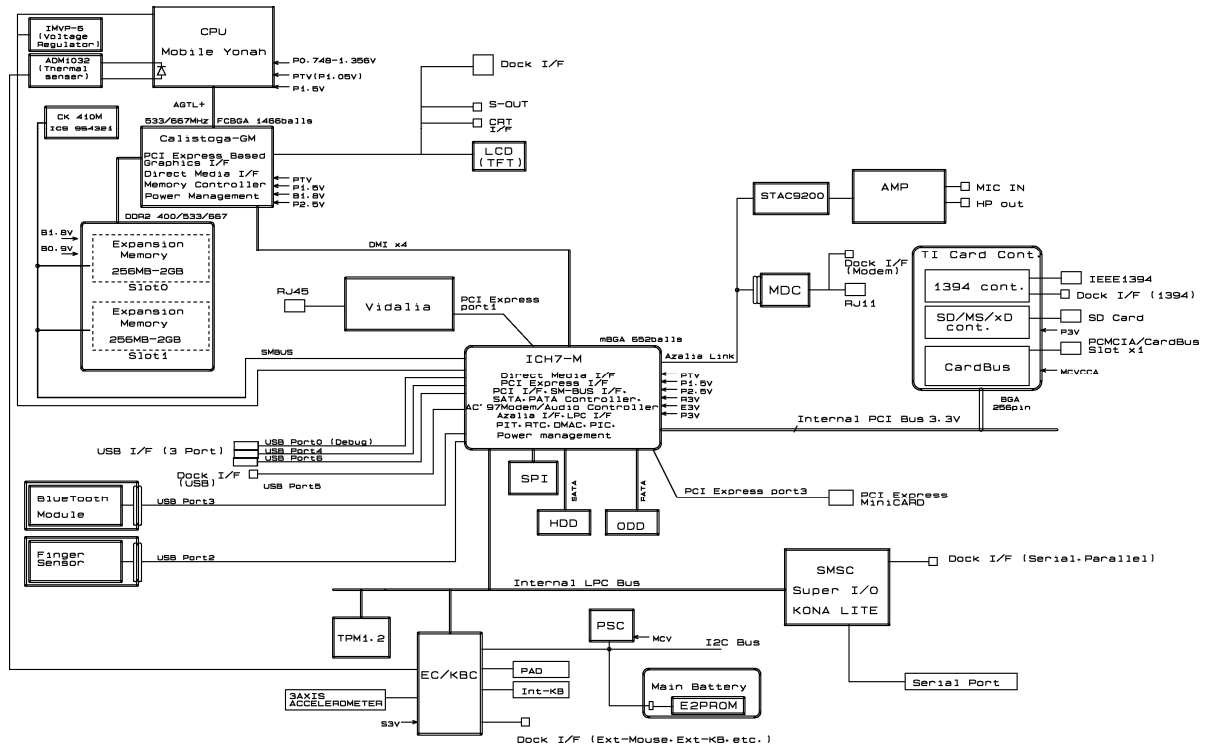 IMVP-6
(Voltage
Regulator)
ADM1032
(Thermal
senser)
CPU
Mobile Yonah
P0.748-1.356V
PTV(P1.05V)
P1.5V
AGTL+
533/667MHz
FCBGA 1466balls
CK 410M
ICS 954321
Calistoga-GM
PCI Express Based
Graphics I/F
Direct Media I/F
Memory Controller
Power Management
PTV
P1.5V
B1.8V
P2.5V
Dock I/F
S-OUT
CRT
I/F
LCD
(TFT)
DDR2 400/533/667
B1.8V
B0.9V
Expansion
Memory
256MB-2GB
Slot0
Expansion
Memory
256MB-2GB
Slot1
DMI x4
RJ45
Vidalia
PCI Express
port1
STAC9200
AMP
MIC IN
HP out
Dock I/F
(Modem)
MDC
RJ11
TI Card Cont.
1394 cont.
IEEE1394
Dock I/F (1394)
SD/MS/xD
cont.
SD Card
P3V
PCMCIA/CardBus
Slot x1
CardBus
MCVCCA
BGA
256pin
Internal PCI Bus 3.3V
SMBUS
mBGA 652balls
Azalia Link
ICH7-M
Direct Media I/F
PCI Express I/F
PCI I/F.SM-BUS I/F.
SATA.PATA Controller.
AC'97Modem/Audio Controller
Azalia I/F.LPC I/F
PIT.RTC.DMAC.PIC.
Power management
PTV
P1.5V
P2.5V
R3V
E3V
P3V
USB I/F (3 Port)
USB Port0 (Debug)
USB Port4
USB Port6
Dock I/F
(USB)
USB Port5
BlueTooth
Module
USB Port3
Finger
Sensor
USB Port2
SPI
SATA
HDD
PATA
ODD
PCI Express port3
PCI Express
MiniCARD
Internal LPC Bus
SMSC
Super I/O
KONA LITE
Dock I/F (Serial.Parallel)
Serial Port
TPM1.2
EC/KBC
PSC
MCV
I2C Bus
PAD
Int-KB
3AXIS
ACCELEROMETER
S3V
Main Battery
E2PROM
Dock I/F (Ext-Mouse.Ext-KB.etc.)